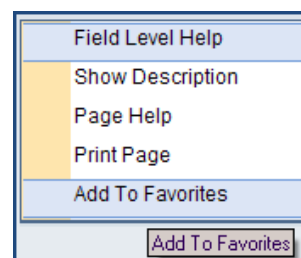 Field Level Help
Show Description
Page Help
Print Page
Add To Favorites
Add To Favorites